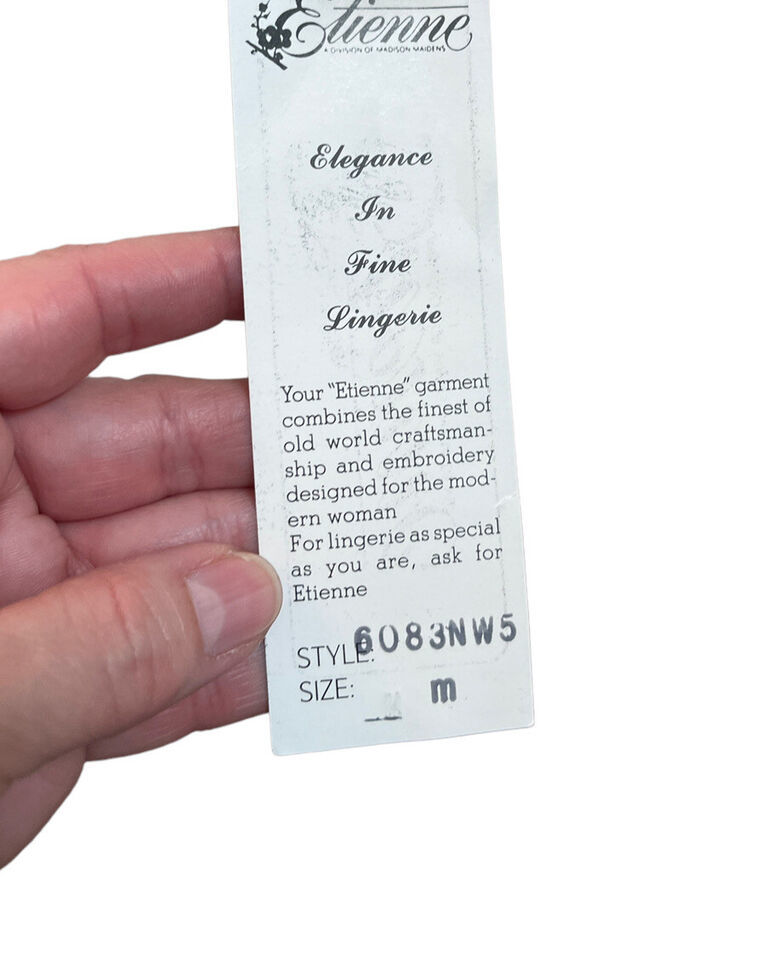 Etienne
A DIVISION OF MADISON MAIDENS
Elegance
In
Fine
Lingerie
Your "Etienne" garment
combines the finest of
old world craftsman-
ship and embroidery
designed for the mod-
ern woman
For lingerie as special
as you are, ask for
Etienne
STYLE: 6083NW5
SIZE: m